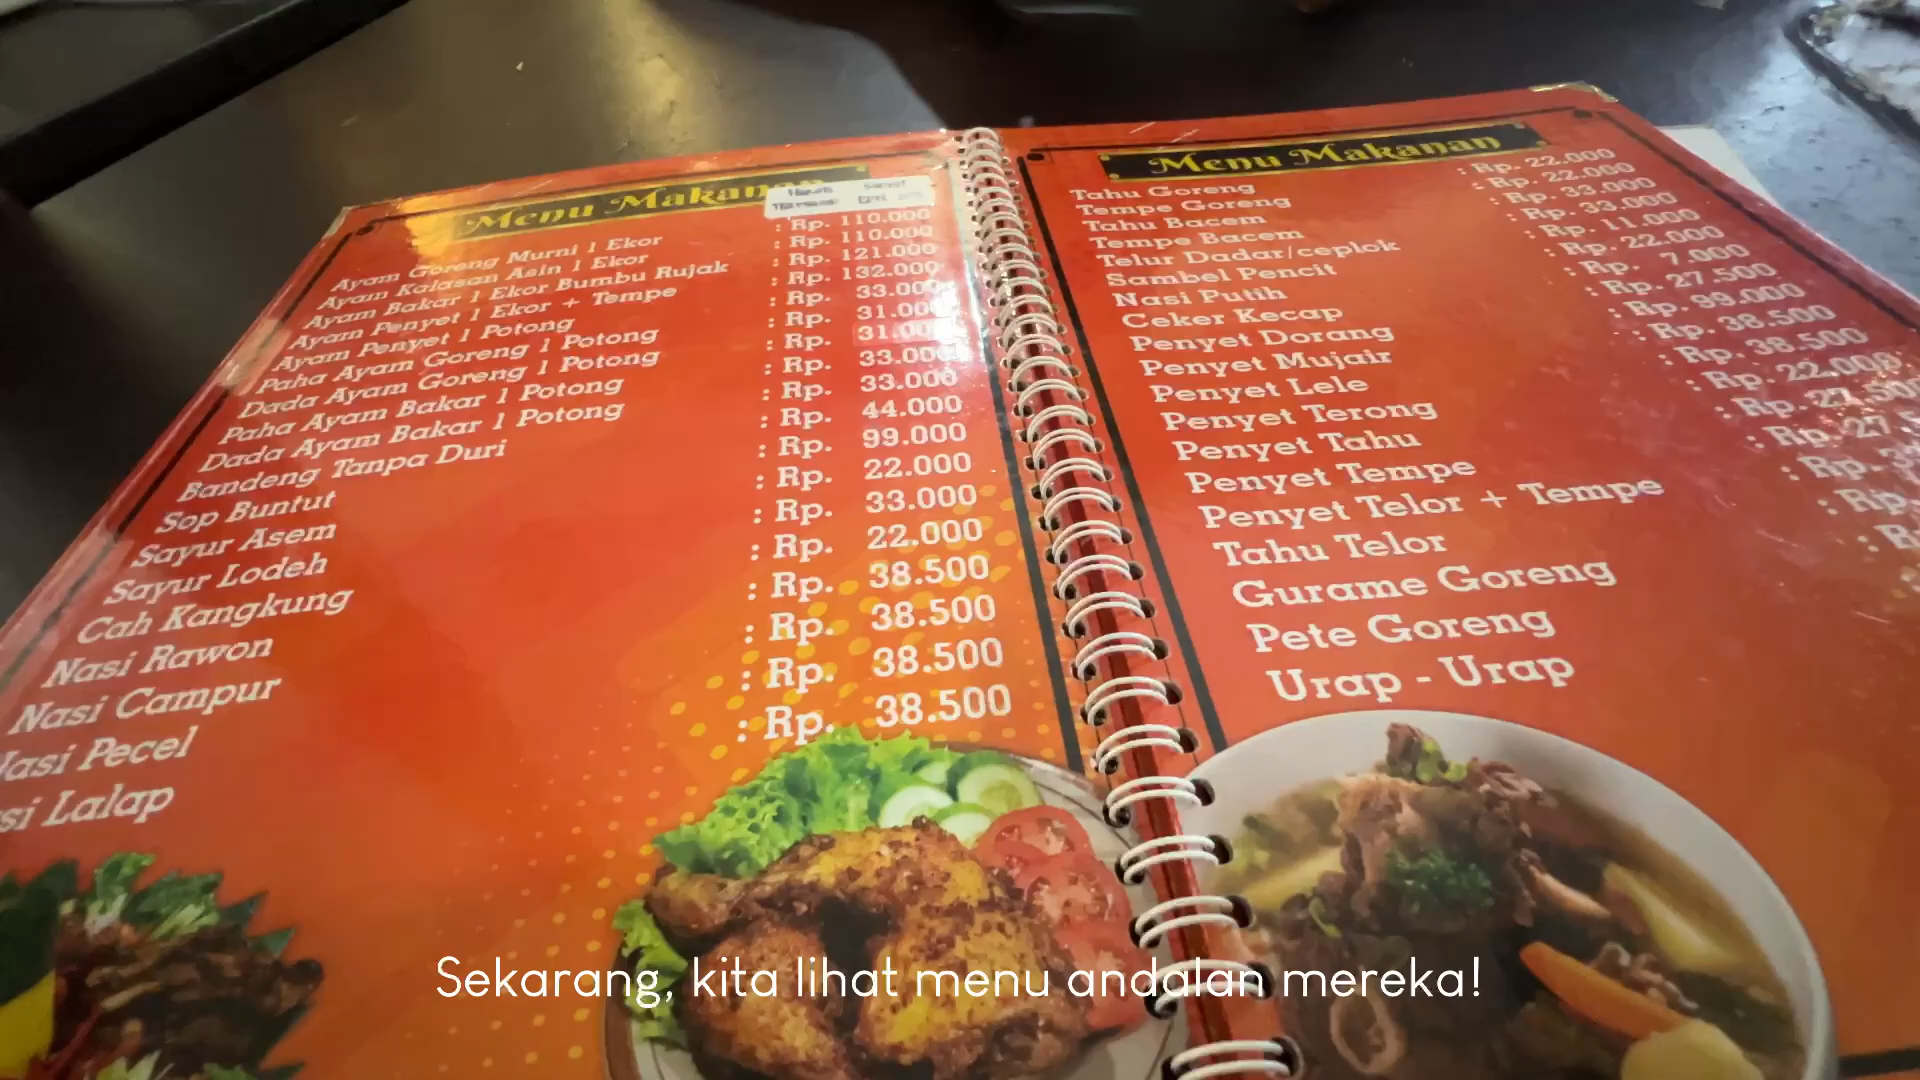 Menu Makanan
Ayam Goreng Murni 1 Ekor : Rp. 110.000
Ayam Kalasan Asin 1 Ekor : Rp. 110.000
Ayam Bakar 1 Ekor Bumbu Rujak : Rp. 121.000
Ayam Penyet 1 Ekor + Tempe : Rp. 132.000
Ayam Penyet 1 Potong : Rp. 33.000
Paha Ayam Goreng 1 Potong : Rp. 31.000
Dada Ayam Goreng 1 Potong : Rp. 31.000
Paha Ayam Bakar 1 Potong : Rp. 33.000
Dada Ayam Bakar 1 Potong : Rp. 33.000
Bandeng Tanpa Duri : Rp. 44.000
Sop Buntut : Rp. 99.000
Sayur Asem : Rp. 22.000
Sayur Lodeh : Rp. 33.000
Cah Kangkung : Rp. 22.000
Nasi Rawon : Rp. 38.500
Nasi Campur : Rp. 38.500
Nasi Pecel : Rp. 38.500
si Lalap : Rp. 38.500
Menu Makanan
Tahu Goreng : Rp. 22.000
Tempe Goreng : Rp. 22.000
Tahu Bacem : Rp. 33.000
Tempe Bacem : Rp. 33.000
Telur Dadar/ceplok : Rp. 11.000
Sambel Pencit : Rp. 22.000
Nasi Putih : Rp. 7.000
Ceker Kecap : Rp. 27.500
Penyet Dorang : Rp. 99.000
Penyet Mujair : Rp. 38.500
Penyet Lele : Rp. 38.500
Penyet Terong : Rp. 22.000
Penyet Tahu : Rp. 27.500
Penyet Tempe : Rp. 27
Penyet Telor + Tempe : Rp.
Tahu Telor : Rp.
Gurame Goreng
Pete Goreng
Urap - Urap
Sekarang, kita lihat menu andalan mereka!